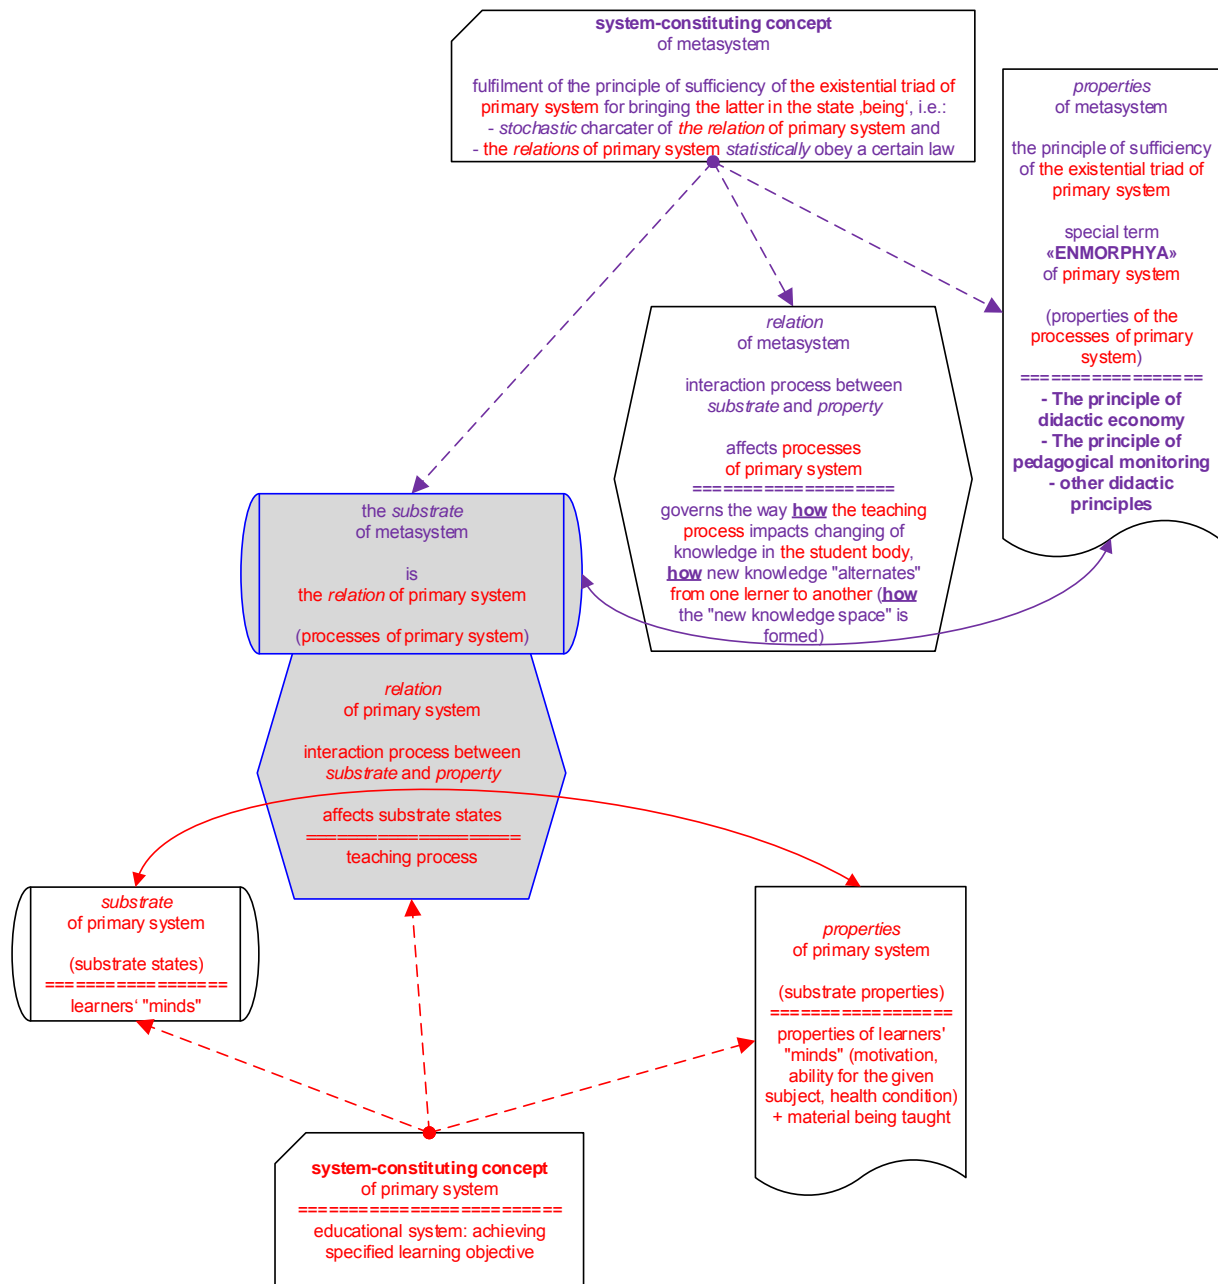 system-constituting concept
of metasystem
fulfilment of the principle of sufficiency of the existential triad of
primary system for bringing the latter in the state ‚being‘, i.e.:
- stochastic charcater of the relation of primary system and
- the relations of primary system statistically obey a certain law
properties
of metasystem
the principle of sufficiency
of the existential triad of
primary system
special term
«ENMORPHYA»
of primary system
(properties of the
processes of primary
system)
==================
- The principle of
didactic economy
- The principle of
pedagogical monitoring
- other didactic
principles
relation
of metasystem
interaction process between
substrate and property
affects processes
of primary system
====================
governs the way how the teaching
process impacts changing of
knowledge in the student body,
how new knowledge "alternates"
from one lerner to another (how
the "new knowledge space" is
formed)
the substrate
of metasystem
is
the relation of primary system
(processes of primary system)
relation
of primary system
interaction process between
substrate and property
affects substrate states
=====================
teaching process
substrate
of primary system
(substrate states)
==================
learners‘ "minds"
properties
of primary system
(substrate properties)
==================
properties of learners'
"minds" (motivation,
ability for the given
subject, health condition)
+ material being taught
system-constituting concept
of primary system
==========================
educational system: achieving
specified learning objective